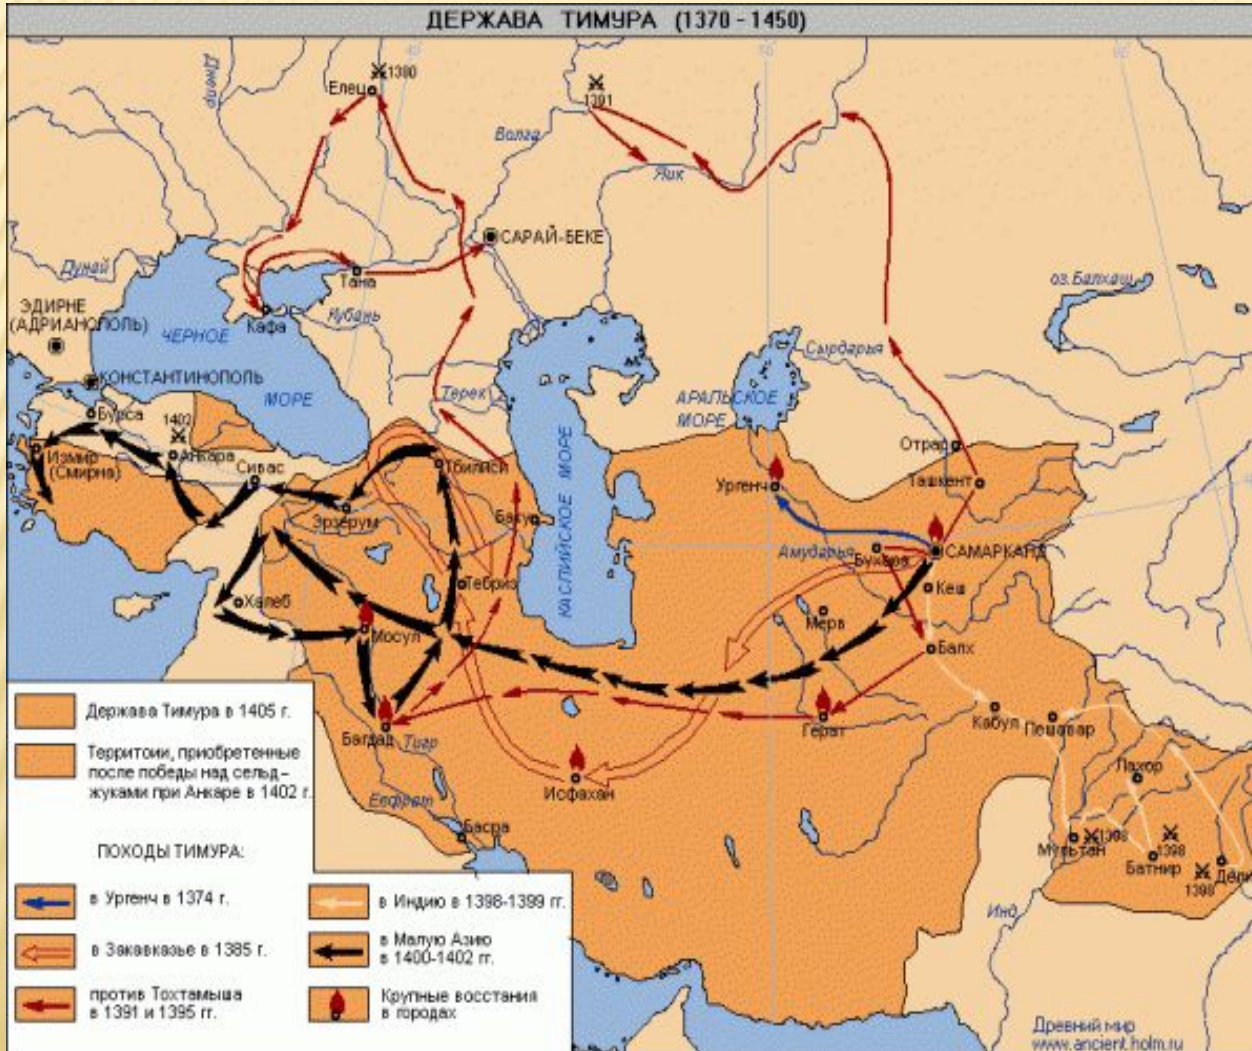 ДЕРЖАВА ТИМУРА (1370 - 1450)
Днепр
Елец
1380
1391
Волга
Яик
САРАЙ-БЕКЕ
Дунай
Тана
оз.Балхаш
ЭДИРНЕ
(АДРИАНОПОЛЬ)
Кафа
Кубань
ЧЕРНОЕ
МОРЕ
Сырдарья
КОНСТАНТИНОПОЛЬ
Терек
АРАЛЬСКОЕ
МОРЕ
Бурса
1402
Анкара
Измир
(Смирна)
Сивас
Тбилиси
КАСПИЙСКОЕ МОРЕ
Отрар
Ургенч
Ташкент
Эрзерум
Баку
Амударья
Бухара
САМАРКАНД
Тебриз
Кеш
Халеб
Мерв
Мосул
Балх
Кабул
Пешавар
Герат
Багдад
Тигр
Лахор
Исфахан
Евфрат
Басра
Мультан
1398
1398
Батнир
1398
Дели
Инд
Держава Тимура в 1405 г.
Территоии, приобретенные
после победы над сельд-
жуками при Анкаре в 1402 г.
ПОХОДЫ ТИМУРА:
в Ургенч в 1374 г.
в Закавказье в 1385 г.
против Тохтамыша
в 1391 и 1395 гг.
в Индию в 1398-1399 гг.
в Малую Азию
в 1400-1402 гг.
Крупные восстания
в городах
Древний мир
www.ancient.holm.ru